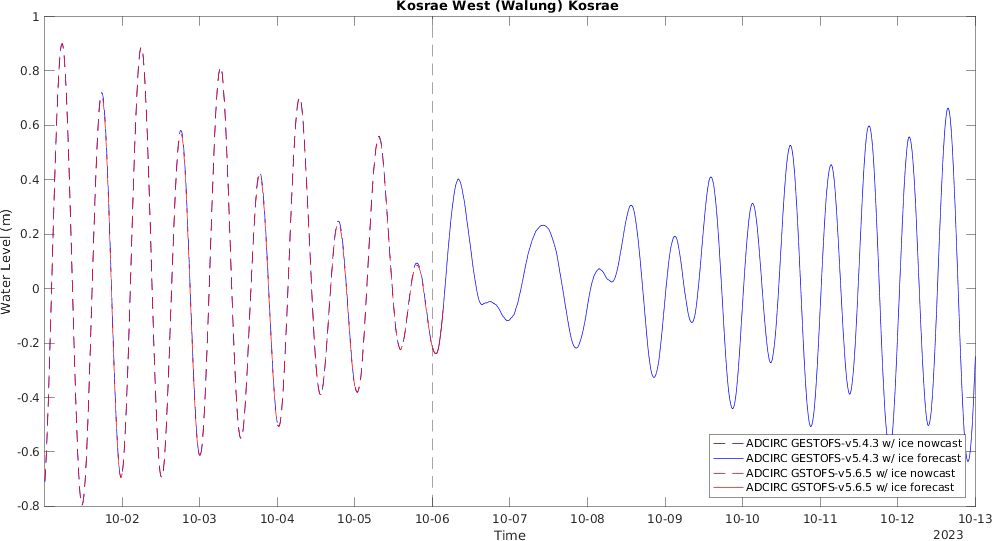 Kosrae West (Walung) Kosrae
Water Level (m)
1
0.8
0.6
0.4
0.2
0
-0.2
-0.4
-0.6
-0.8
ADCIRC GESTOFS-v5.4.3 w/ ice nowcast
ADCIRC GESTOFS-v5.4.3 w/ ice forecast
ADCIRC GSTOFS-v5.6.5 w/ ice nowcast
ADCIRC GSTOFS-v5.6.5 w/ ice forecast
10-02 10-03 10-04 10-05 10-06 10-07 10-08 10-09 10-10 10-11 10-12 10-13
Time
2023